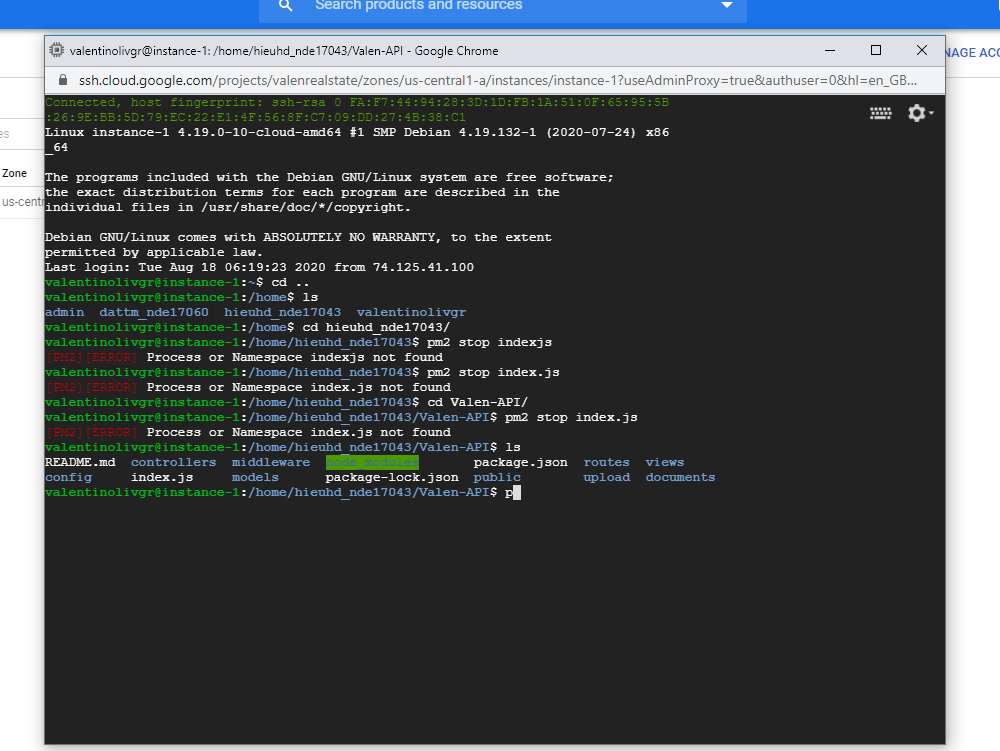 Search products and resources
valentinolivgr@instance-1: /home/hieuhd_nde17043/Valen-API - Google Chrome
NAGE ACC
ssh.cloud.google.com/projects/valenrealstate/zones/us-central1-a/instances/instance-1?useAdminProxy=true&authuser=0&hl=en_GB...
es
Zone
us-centr
Connected, host fingerprint: ssh-rsa 0 FA:F7:44:94:28:3D:1D:FB:1A:51:0F:65:95:5B
:26:9E:BB:5D:79:EC:22:E1:4F:56:8F:C7:09:DD:27:4B:38:C1
Linux instance-1 4.19.0-10-cloud-amd64 #1 SMP Debian 4.19.132-1 (2020-07-24) x86
_64
The programs included with the Debian GNU/Linux system are free software;
the exact distribution terms for each program are described in the
individual files in /usr/share/doc/*/copyright.
Debian GNU/Linux comes with ABSOLUTELY NO WARRANTY, to the extent
permitted by applicable law.
Last login: Tue Aug 18 06:19:23 2020 from 74.125.41.100
valentinolivgr@instance-1:~$ cd ..
valentinolivgr@instance-1:/home$ ls
admin dattm_nde17060 hieuhd_nde17043 valentinolivgr
valentinolivgr@instance-1:/home$ cd hieuhd_nde17043/
valentinolivgr@instance-1:/home/hieuhd_nde17043$ pm2 stop indexjs
[PM2][ERROR] Process or Namespace indexjs not found
valentinolivgr@instance-1:/home/hieuhd_nde17043$ pm2 stop index.js
[PM2][ERROR] Process or Namespace index.js not found
valentinolivgr@instance-1:/home/hieuhd_nde17043$ cd Valen-API/
valentinolivgr@instance-1:/home/hieuhd_nde17043/Valen-API$ pm2 stop index.js
[PM2][ERROR] Process or Namespace index.js not found
valentinolivgr@instance-1:/home/hieuhd_nde17043/Valen-API$ ls
README.md controllers middleware node_modules package.json routes views
config index.js models package-lock.json public upload documents
valentinolivgr@instance-1:/home/hieuhd_nde17043/Valen-API$ p